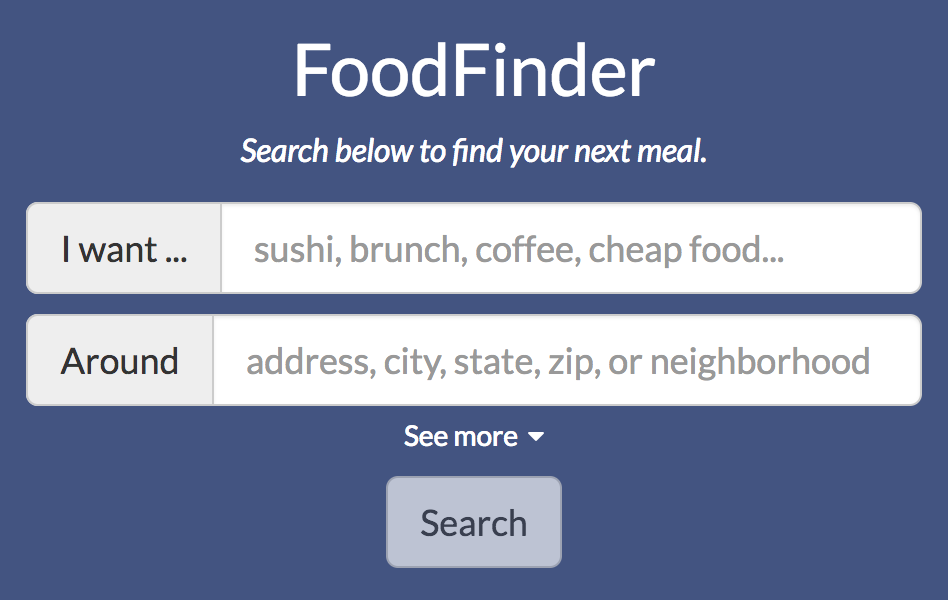 FoodFinder
Search below to find your next meal.
I want ... sushi, brunch, coffee, cheap food...
Around address, city, state, zip, or neighborhood
See more
Search